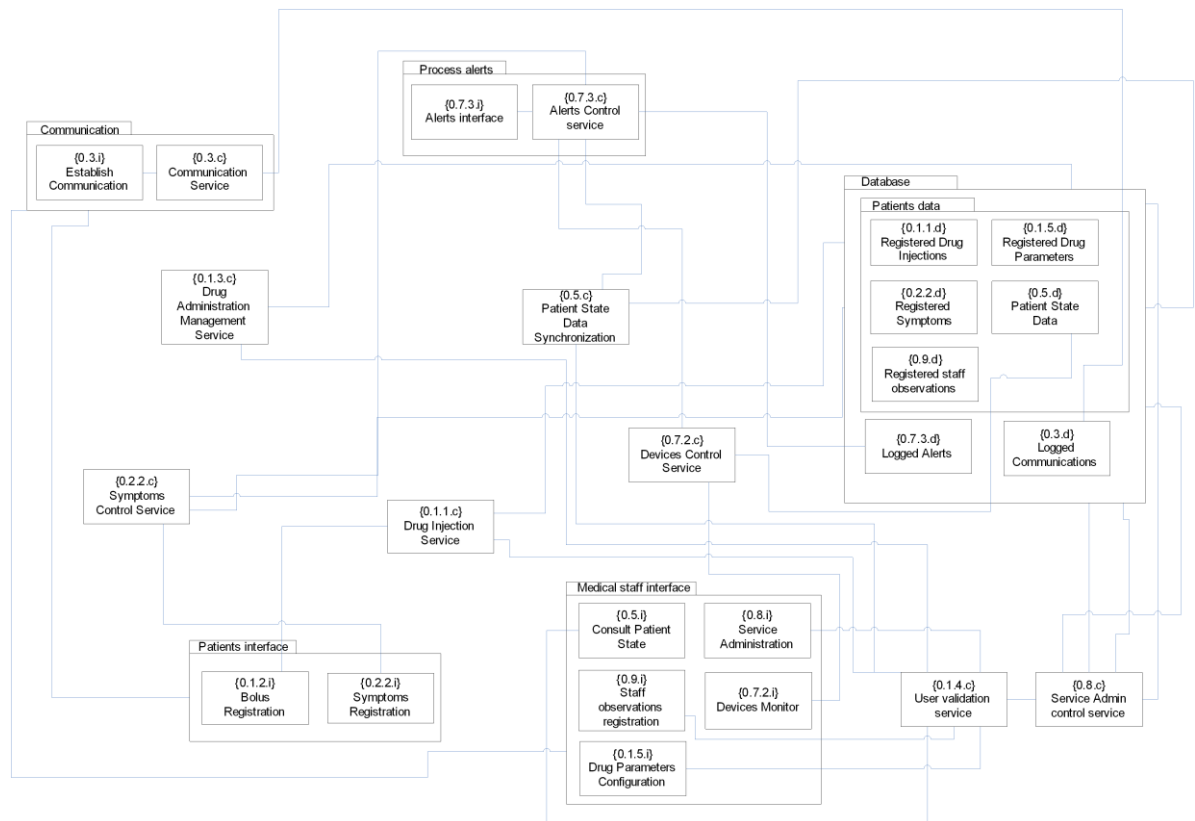 Process alerts
{0.7.3.i}
Alerts interface
{0.7.3.c}
Alerts Control
service
Communication
{0.3.i}
Establish
Communication
{0.3.c}
Communication
Service
Database
Patients data
{0.1.1.d}
Registered Drug
Injections
{0.1.5.d}
Registered Drug
Parameters
{0.2.2.d}
Registered
Symptoms
{0.5.d}
Patient State
Data
{0.9.d}
Registered staff
observations
{0.7.3.d}
Logged Alerts
{0.3.d}
Logged
Communications
{0.1.3.c}
Drug
Administration
Management
Service
{0.5.c}
Patient State
Data
Synchronization
{0.7.2.c}
Devices Control
Service
{0.2.2.c}
Symptoms
Control Service
{0.1.1.c}
Drug Injection
Service
Patients interface
{0.1.2.i}
Bolus
Registration
{0.2.2.i}
Symptoms
Registration
Medical staff interface
{0.5.i}
Consult Patient
State
{0.8.i}
Service
Administration
{0.9.i}
Staff
observations
registration
{0.7.2.i}
Devices Monitor
{0.1.5.i}
Drug Parameters
Configuration
{0.1.4.c}
User validation
service
{0.8.c}
Service Admin
control service